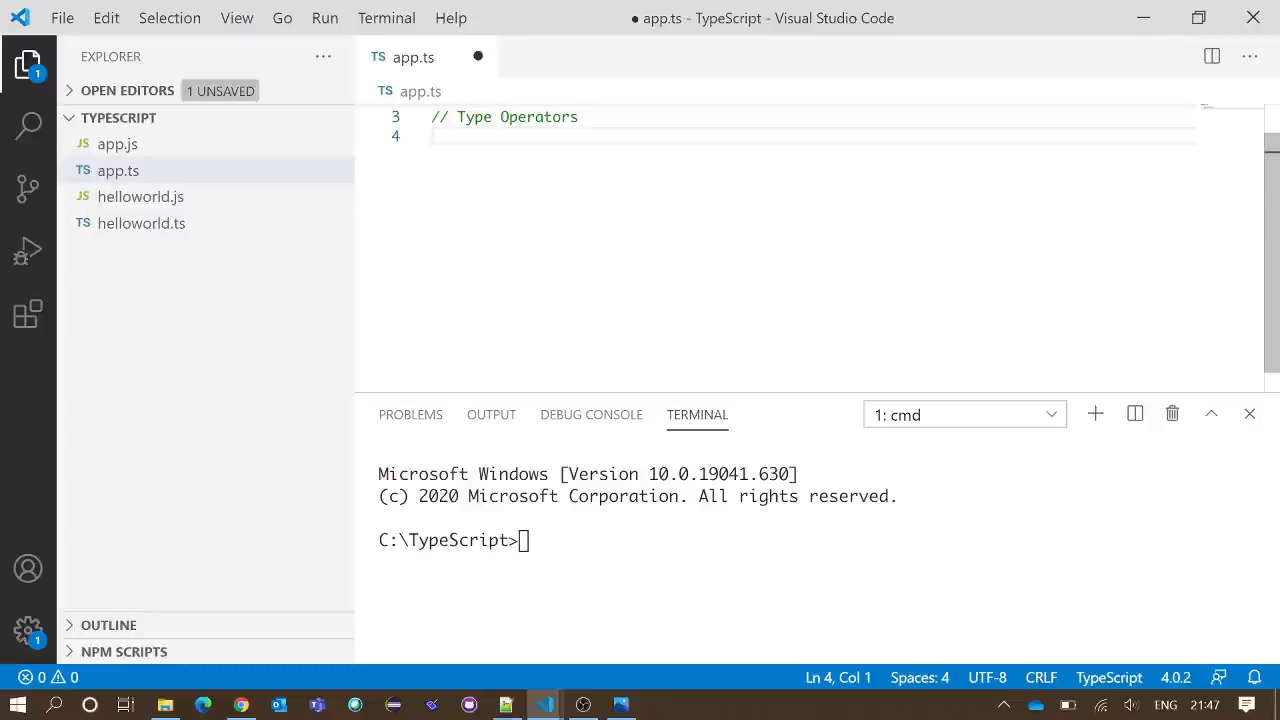 File Edit Selection View Go Run Terminal Help ● app.ts - TypeScript - Visual Studio Code
EXPLORER ···
TS app.ts ●
1
OPEN EDITORS 1 UNSAVED
TS app.ts
TYPESCRIPT
JS app.js
TS app.ts
JS helloworld.js
TS helloworld.ts
3 // Type Operators
4
PROBLEMS OUTPUT DEBUG CONSOLE TERMINAL 1: cmd
Microsoft Windows [Version 10.0.19041.630]
(c) 2020 Microsoft Corporation. All rights reserved.
C:\TypeScript>
OUTLINE
1
NPM SCRIPTS
0 0 Ln 4, Col 1 Spaces: 4 UTF-8 CRLF TypeScript 4.0.2
ENG 21:47